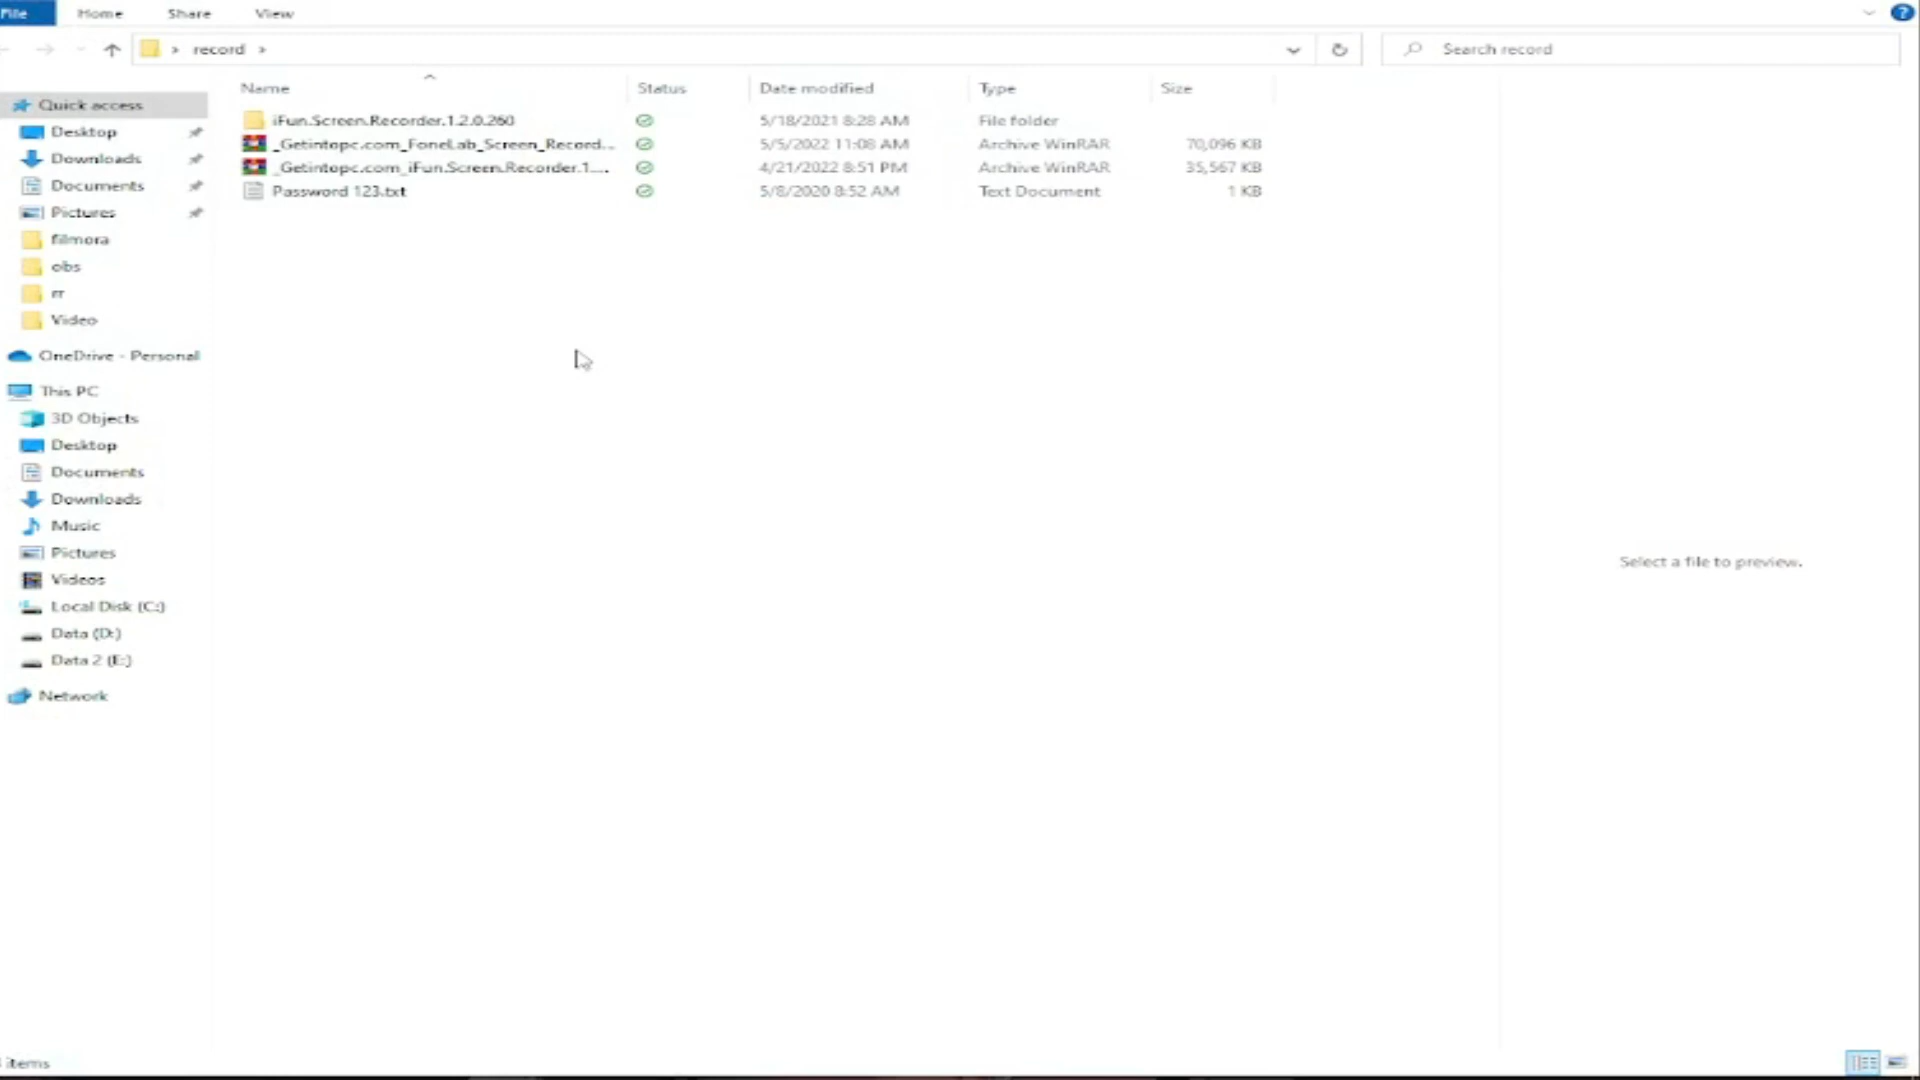 File Home Share View
record
Search record
Name Status Date modified Type Size
Quick access
Desktop
Downloads
Documents
Pictures
filmora
obs
rr
Video
OneDrive - Personal
This PC
3D Objects
Desktop
Documents
Downloads
Music
Pictures
Videos
Local Disk (C:)
Data (D:)
Data 2 (E:)
Network
iFun.Screen.Recorder.1.2.0.260 5/18/2021 8:28 AM File folder
_Getintopc.com_FoneLab_Screen_Record... 5/5/2022 11:08 AM Archive WinRAR 70,096 KB
_Getintopc.com_iFun.Screen.Recorder.1.... 4/21/2022 8:51 PM Archive WinRAR 35,567 KB
Password 123.txt 5/8/2020 8:52 AM Text Document 1 KB
Select a file to preview.
items